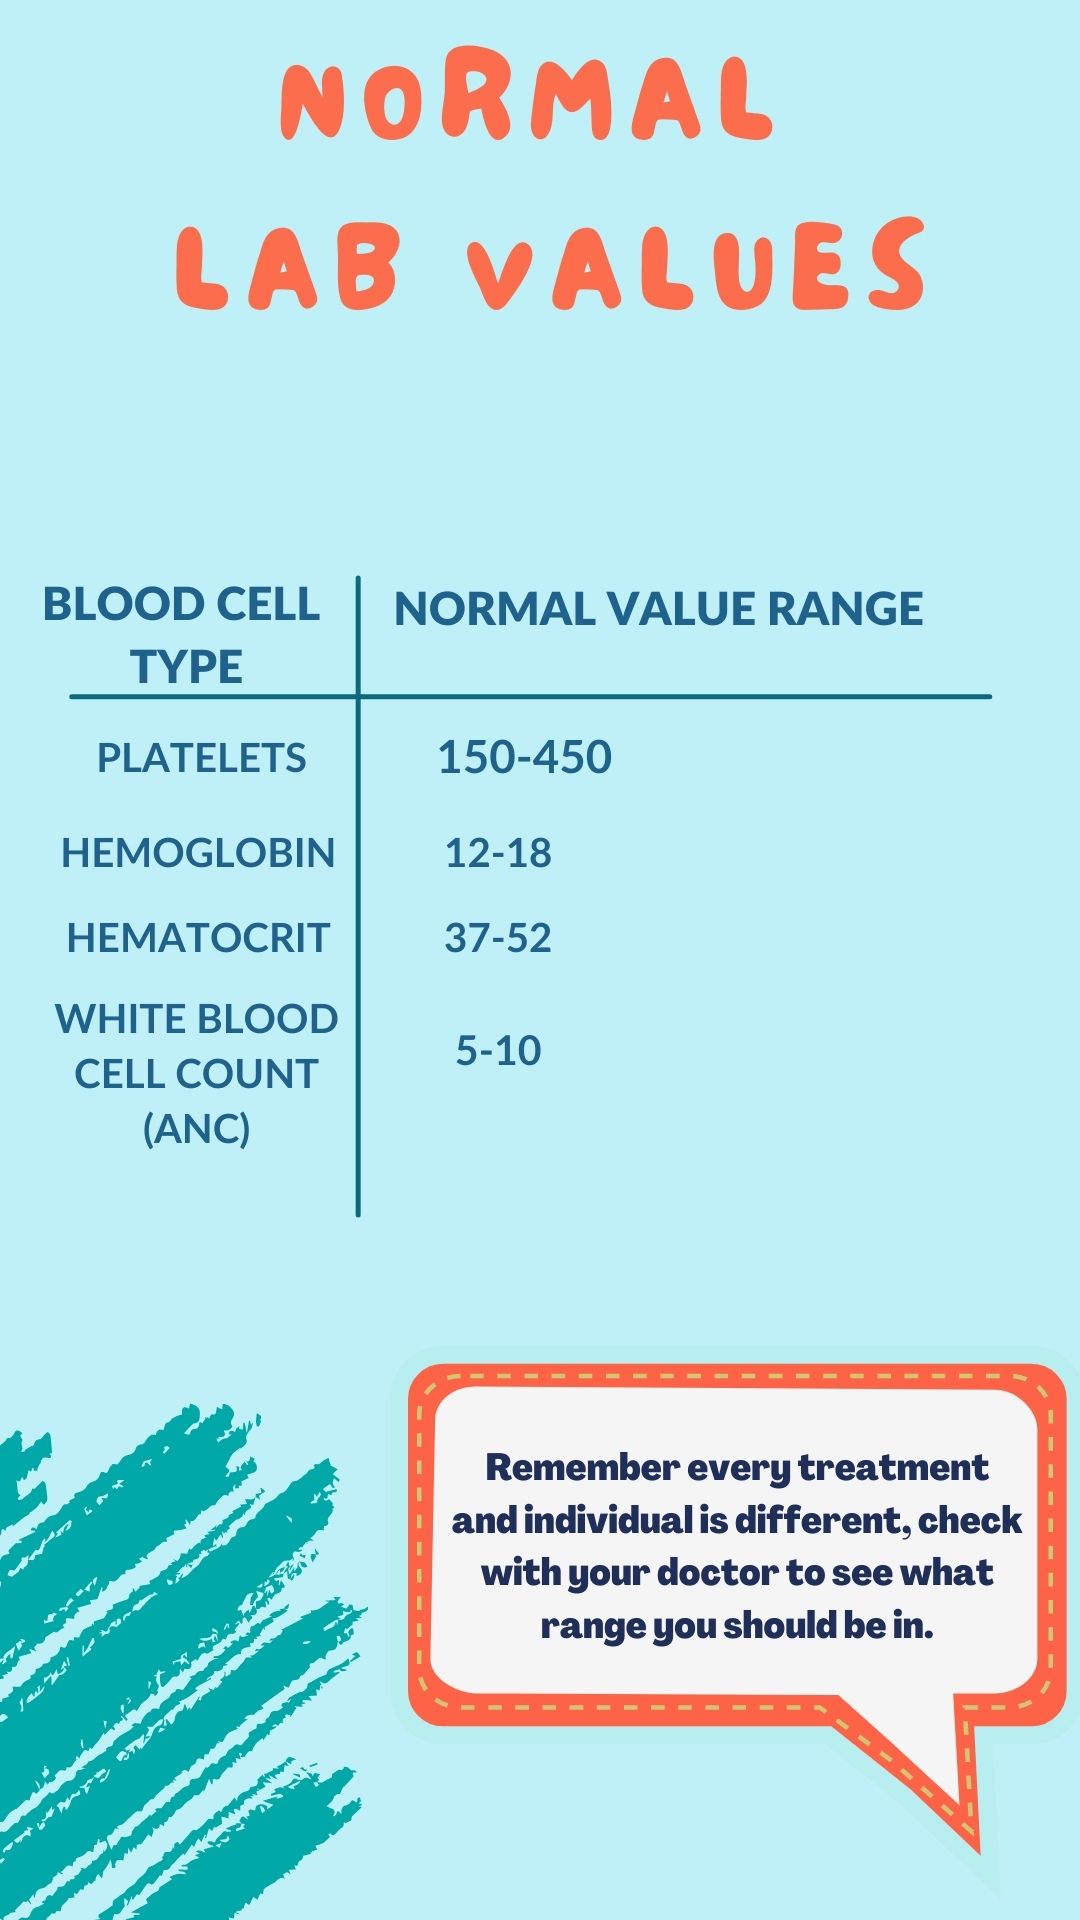 NORMAL
LAB VALUES
BLOOD CELL
TYPE
NORMAL VALUE RANGE
PLATELETS
150-450
HEMOGLOBIN
12-18
HEMATOCRIT
37-52
WHITE BLOOD
CELL COUNT
(ANC)
5-10
Remember every treatment
and individual is different, check
with your doctor to see what
range you should be in.